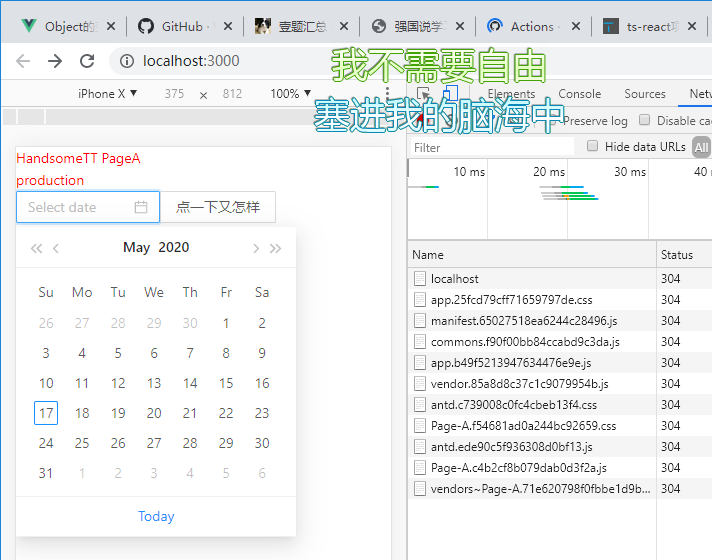 Object的
GitHub ·
壹题汇总
强国说学习
Actions ·
ts-react项
localhost:3000
我不需要自由
塞进我的脑海中
iPhone X ▼ 375 × 812 100% ▼
Elements Console Sources Netw
Preserve log Disable cac
Filter Hide data URLs All
10 ms 20 ms 30 ms 40 m
HandsomeTT PageA
production
Select date 点一下又怎样
May 2020
Su Mo Tu We Th Fr Sa
26 27 28 29 30 1 2
3 4 5 6 7 8 9
10 11 12 13 14 15 16
17 18 19 20 21 22 23
24 25 26 27 28 29 30
31 1 2 3 4 5 6
Today
Name Status
localhost 304
app.25fcd79cff71659797de.css 304
manifest.65027518ea6244c28496.js 304
commons.f90f00bb84ccabd9c3da.js 304
app.b49f5213947634476e9e.js 304
vendor.85a8d8c37c1c9079954b.js 304
antd.c739008c0fc4cbeb13f4.css 304
Page-A.f54681ad0a244bc92659.css 304
antd.ede90c5f936308d0bf13.js 304
Page-A.c4b2cf8b079dab0d3f2a.js 304
vendors~Page-A.71e620798f0fbbe1d9b... 304